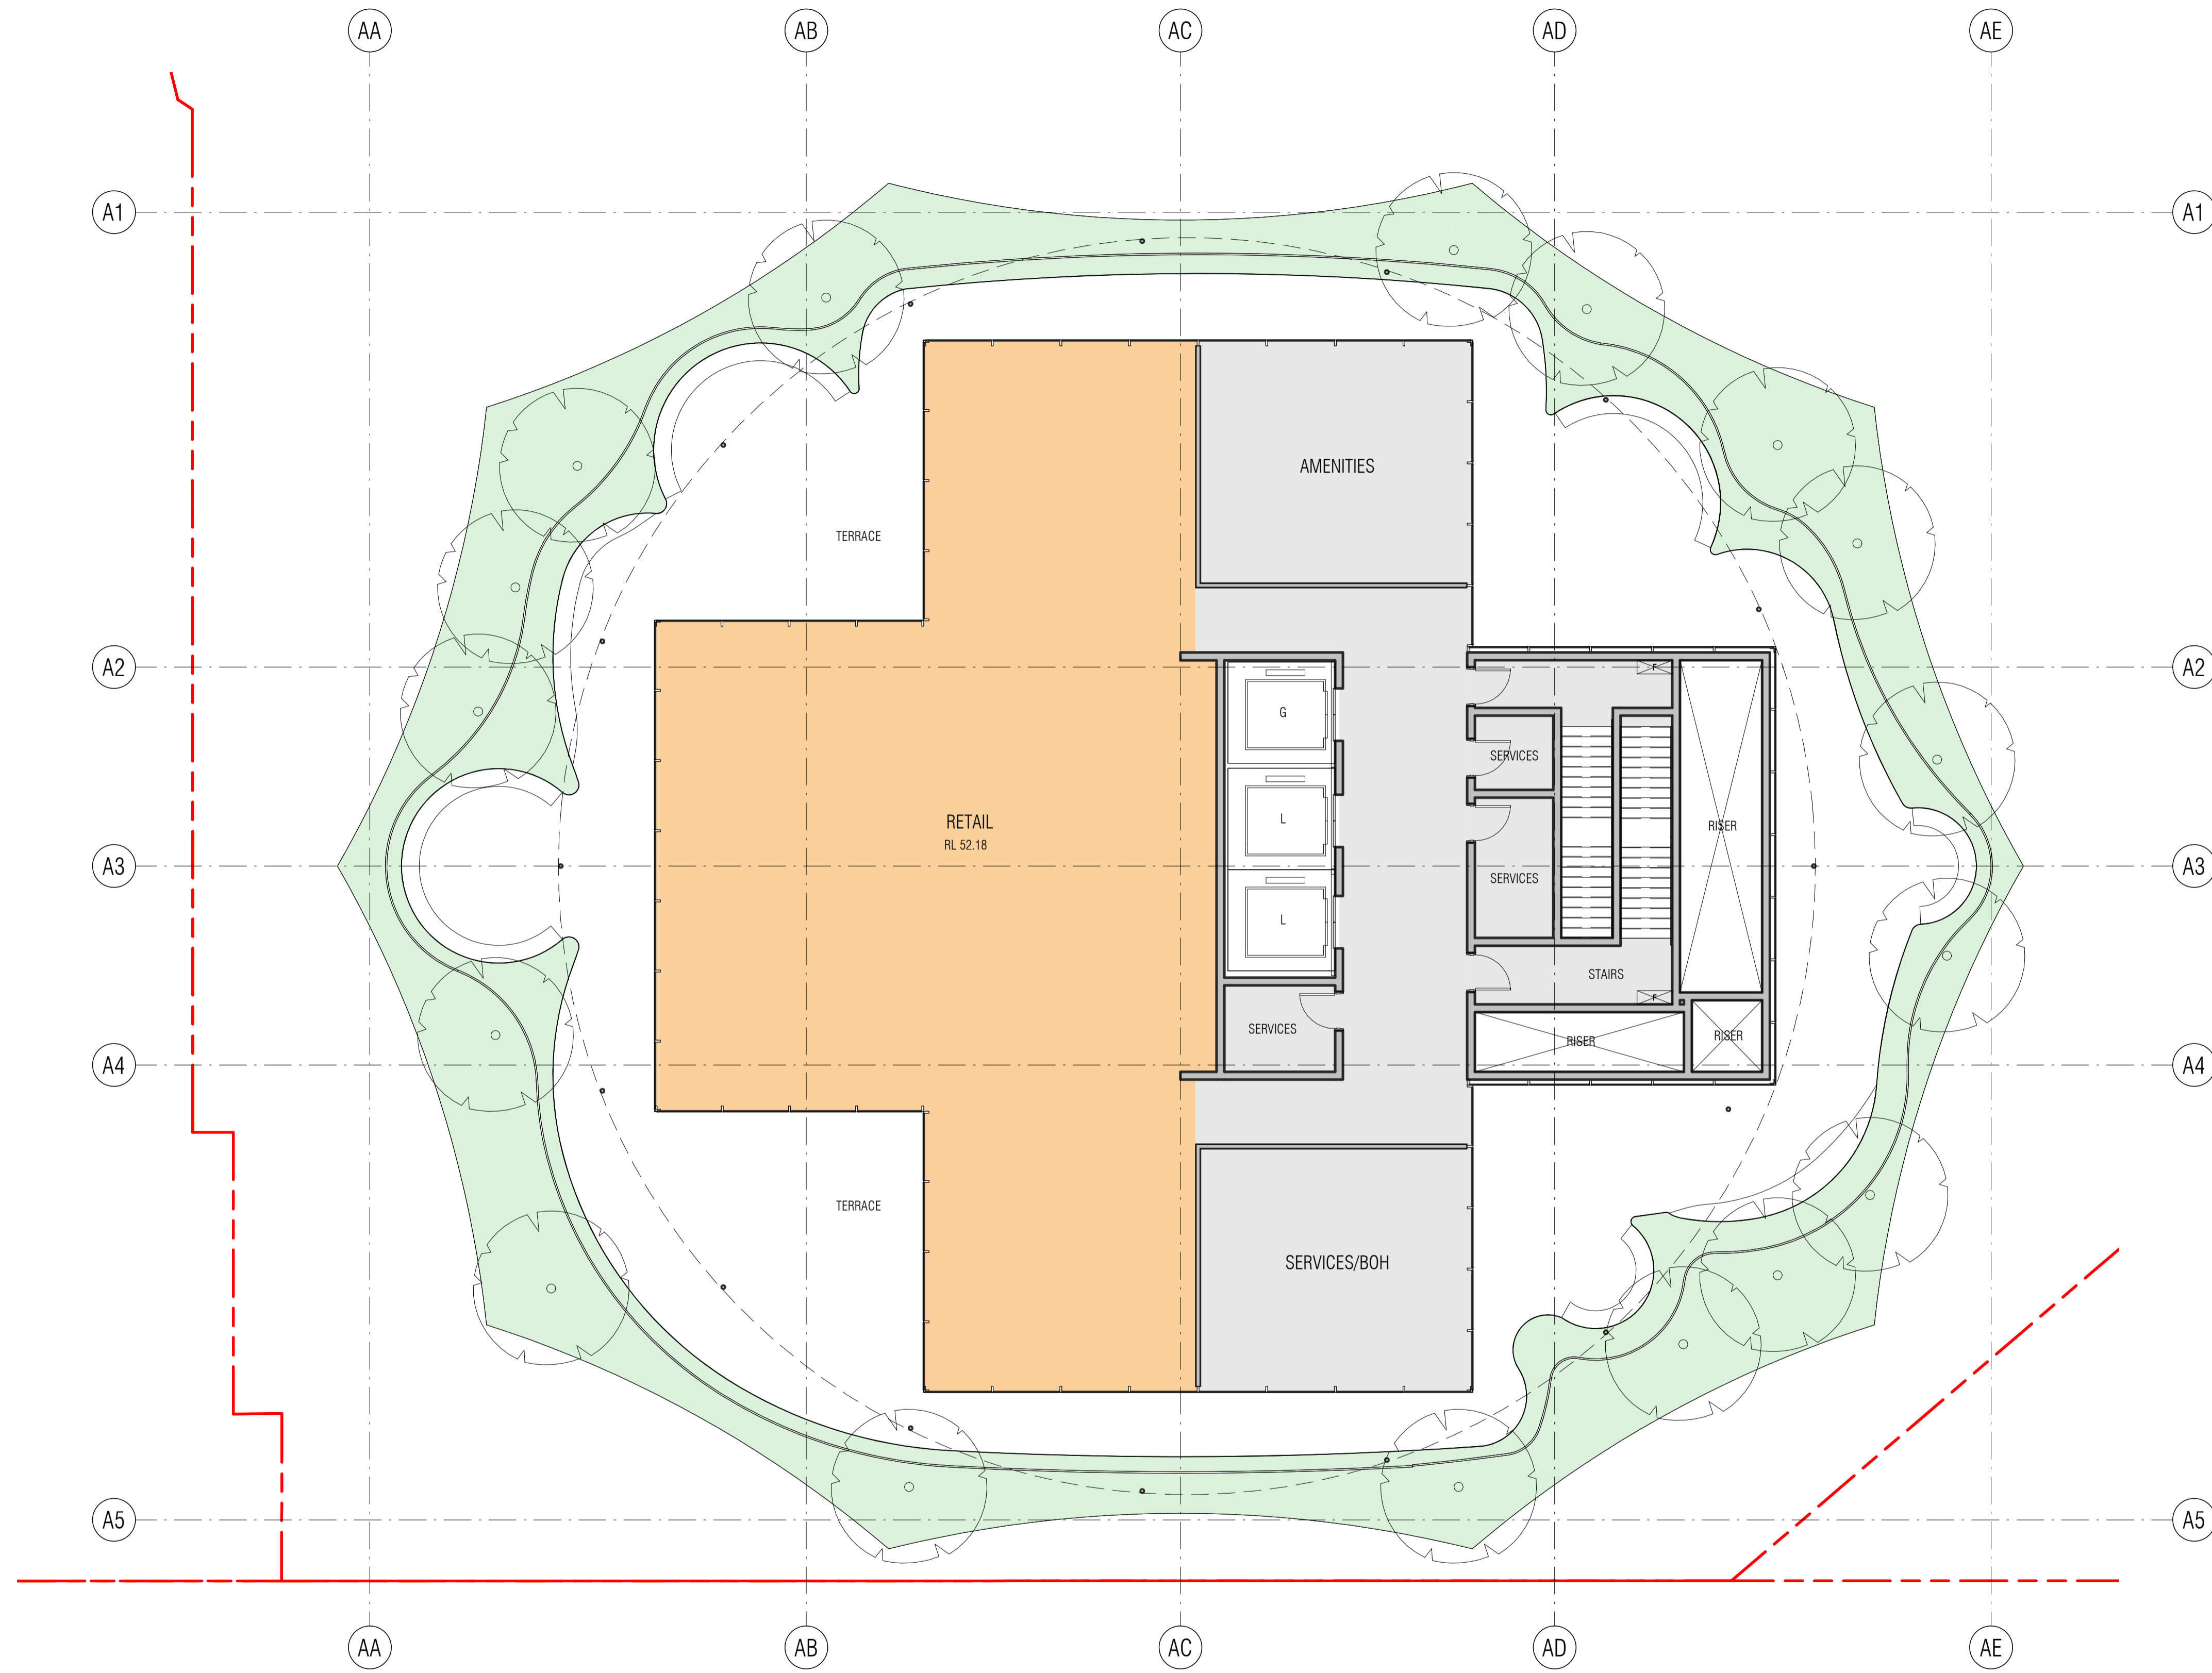 AA
AB
AC
AD
AE
A1
A1
AMENITIES
TERRACE
A2
F
A2
G
SERVICES
RETAIL
RL 52.18
L
RISER
A3
SERVICES
A3
L
STAIRS
F
SERVICES
RISER
RISER
A4
A4
TERRACE
SERVICES/BOH
A5
A5
AA
AB
AC
AD
AE